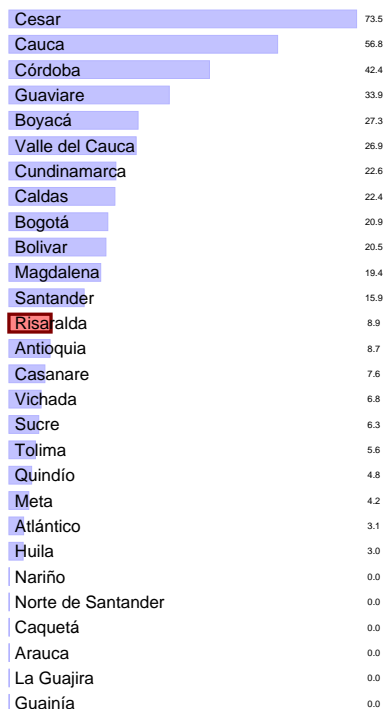 Cesar 73.5
Cauca 56.8
Córdoba 42.4
Guaviare 33.9
Boyacá 27.3
Valle del Cauca 26.9
Cundinamarca 22.6
Caldas 22.4
Bogotá 20.9
Bolivar 20.5
Magdalena 19.4
Santander 15.9
Risaralda 8.9
Antioquia 8.7
Casanare 7.6
Vichada 6.8
Sucre 6.3
Tolima 5.6
Quindío 4.8
Meta 4.2
Atlántico 3.1
Huila 3.0
Nariño 0.0
Norte de Santander 0.0
Caquetá 0.0
Arauca 0.0
La Guajira 0.0
Guainía 0.0